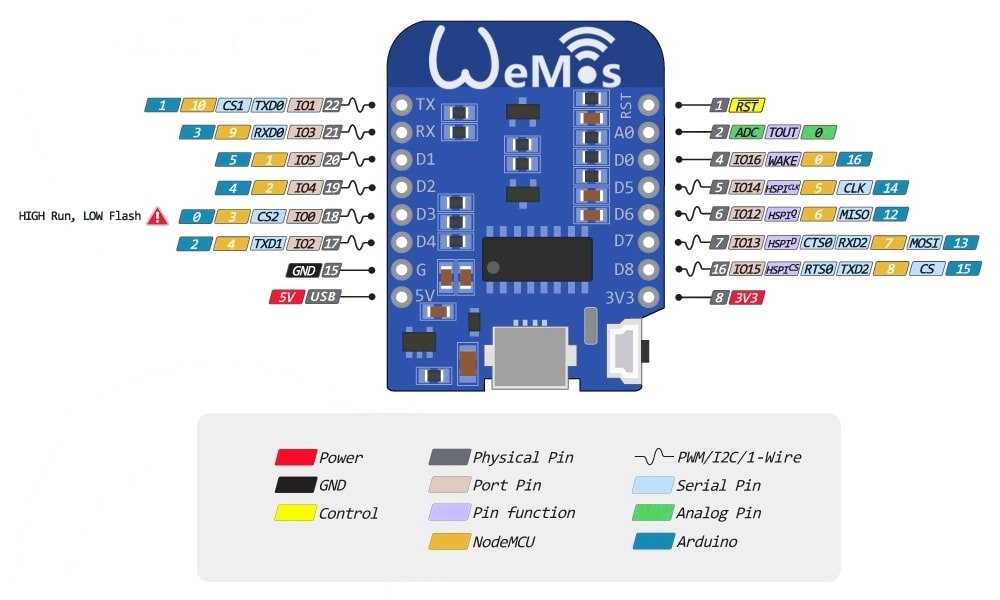 WeMos
1 10 CS1 TXD0 IO1 22 TX RST 1 RST
3 9 RXD0 IO3 21 RX A0 2 ADC TOUT 0
5 1 IO5 20 D1 D0 4 IO16 WAKE 0 16
4 2 IO4 19 D2 D5 5 IO14 HSPICLK 5 CLK 14
HIGH Run, LOW Flash ! 0 3 CS2 IO0 18 D3 D6 6 IO12 HSPIQ 6 MISO 12
2 4 TXD1 IO2 17 D4 D7 7 IO13 HSPID CTS0 RXD2 7 MOSI 13
GND 15 G D8 16 IO15 HSPICS RTS0 TXD2 8 CS 15
5V USB 5V 3V3 8 3V3
Power Physical Pin PWM/I2C/1-Wire
GND Port Pin Serial Pin
Control Pin function Analog Pin
NodeMCU Arduino